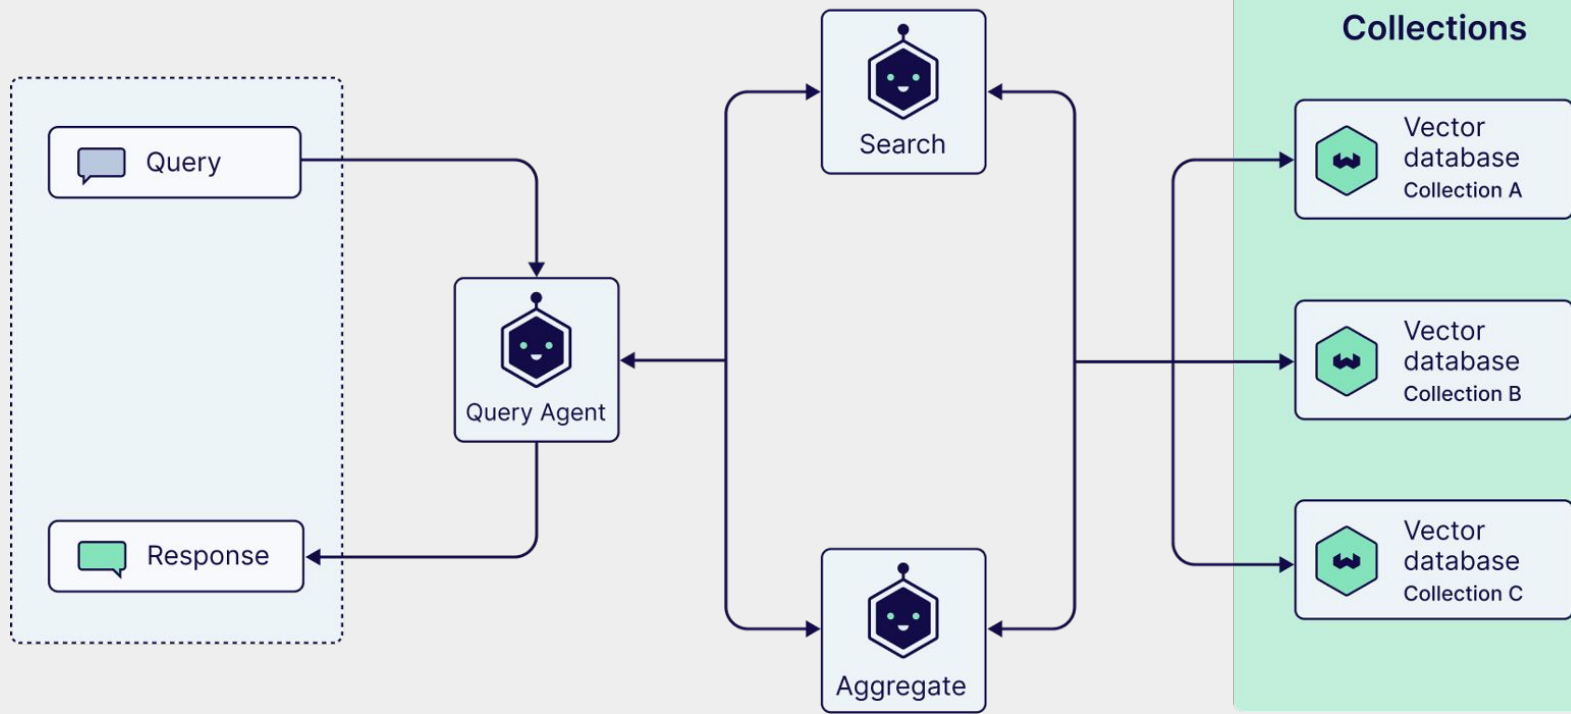 Collections
Search
Query
Vector
database
Collection A
Query Agent
Vector
database
Collection B
Response
Vector
database
Collection C
Aggregate